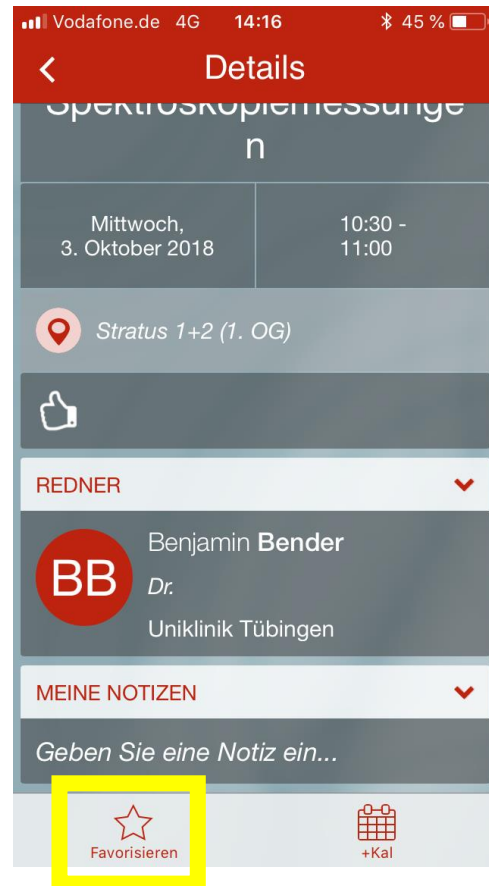 Vodafone.de 4G 14:16 45 %
Details
Spektroskopiemessunge
n
Mittwoch,
3. Oktober 2018
10:30 -
11:00
Stratus 1+2 (1. OG)
REDNER
BB
Benjamin Bender
Dr.
Uniklinik Tübingen
MEINE NOTIZEN
Geben Sie eine Notiz ein...
Favorisieren
+Kal